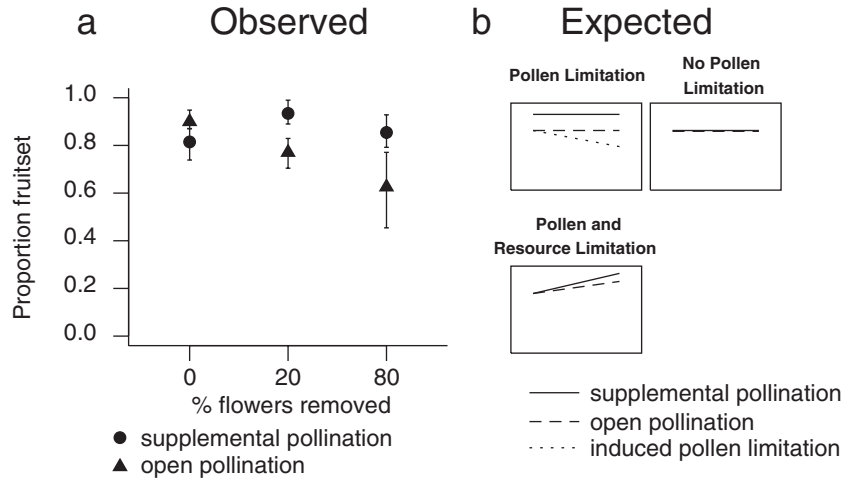 a Observed
1.0
0.8
0.6
0.4
0.2
0.0
Proportion fruitset
0 20 80
% flowers removed
supplemental pollination
open pollination
b Expected
Pollen Limitation
No Pollen
Limitation
Pollen and
Resource Limitation
supplemental pollination
open pollination
induced pollen limitation